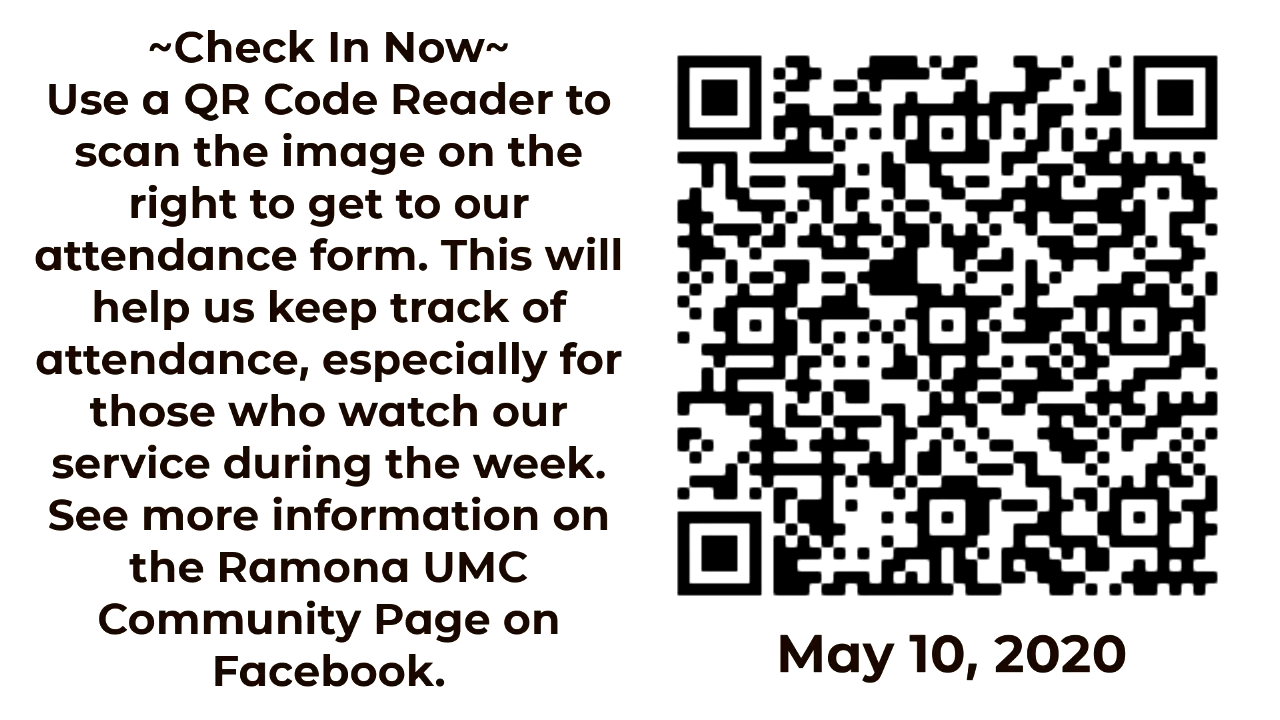 ~Check In Now~
Use a QR Code Reader to
scan the image on the
right to get to our
attendance form. This will
help us keep track of
attendance, especially for
those who watch our
service during the week.
See more information on
the Ramona UMC
Community Page on
Facebook.
May 10, 2020